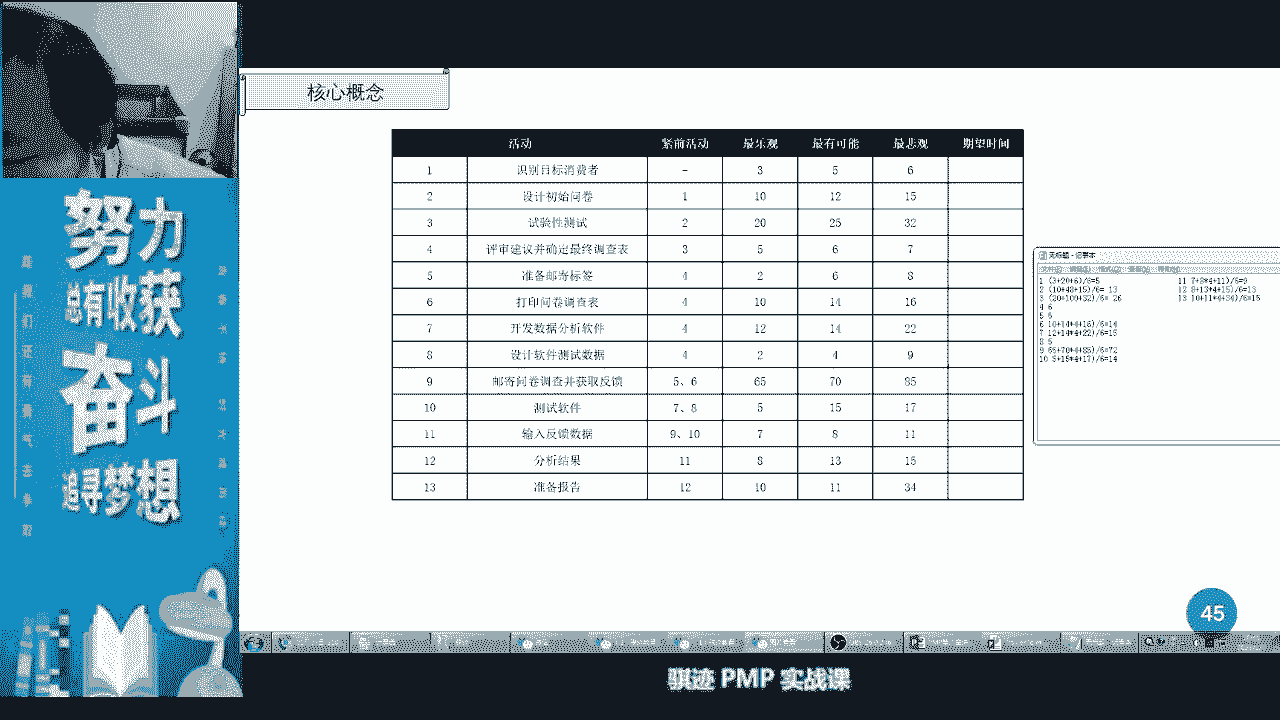 核心概念
活动 紧前活动 最乐观 最有可能 最悲观 期望时间
1 识别目标消费者 - 3 5 6
2 设计初始问卷 1 10 12 15
3 试验性测试 2 20 25 32
4 评审建议并确定最终调查表 3 5 6 7
5 准备邮寄标签 4 2 6 8
6 打印问卷调查表 4 10 14 16
7 开发数据分析软件 4 12 14 22
8 设计软件测试数据 4 2 4 9
9 邮寄问卷调查并获取反馈 5、6 65 70 85
10 测试软件 7、8 5 15 17
11 输入反馈数据 9、10 7 8 11
12 分析结果 11 8 13 15
13 准备报告 12 10 11 34
努力
总有收获
奋斗
追寻梦想
无标题 - 记事本
1 (3+20+6)/6=5
2 (10+48+15)/6= 13
3 (20+100+32)/6= 26
4 6
5 6
6 10+14*4+16)/6=14
7 12+14*4+22)/6=15
8 5
9 65+70*4+85)/6=72
10 5+15*4+17)/6=14
11 7+8*4+11)/6=9
12 8+13*4+15)/6=13
13 10+11*4+34)/6=15
45
骐迹 PMP 实战课